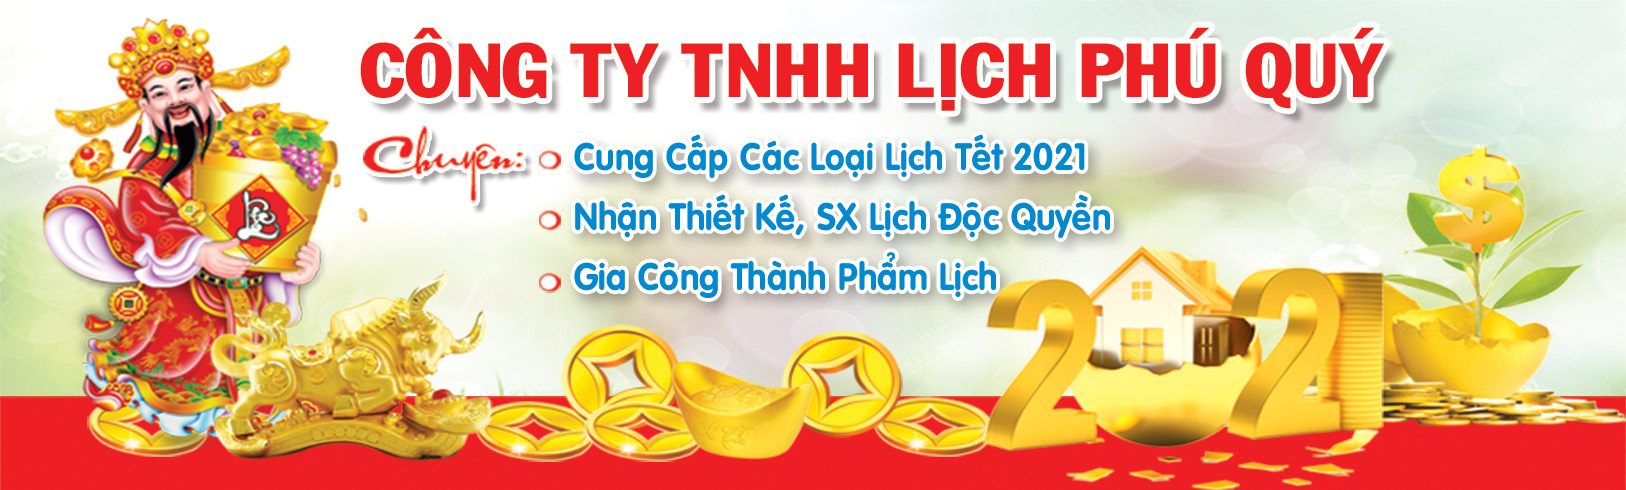 CÔNG TY TNHH LỊCH PHÚ QUÝ
Chuyên:
Cung Cấp Các Loại Lịch Tết 2021
Nhận Thiết Kế, SX Lịch Độc Quyền
Gia Công Thành Phẩm Lịch
Lộc
$
2021